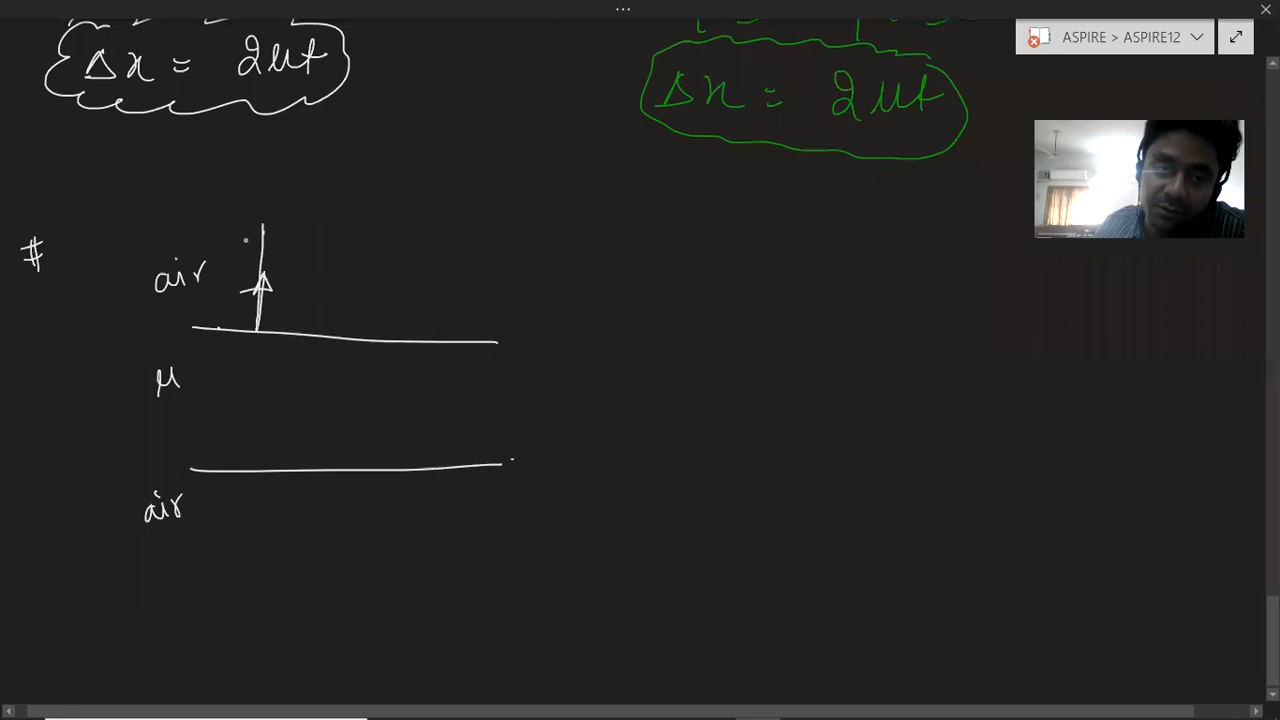 ASPIRE > ASPIRE12
Δx = 2μt
Δx = 2μt
#
air
μ
air